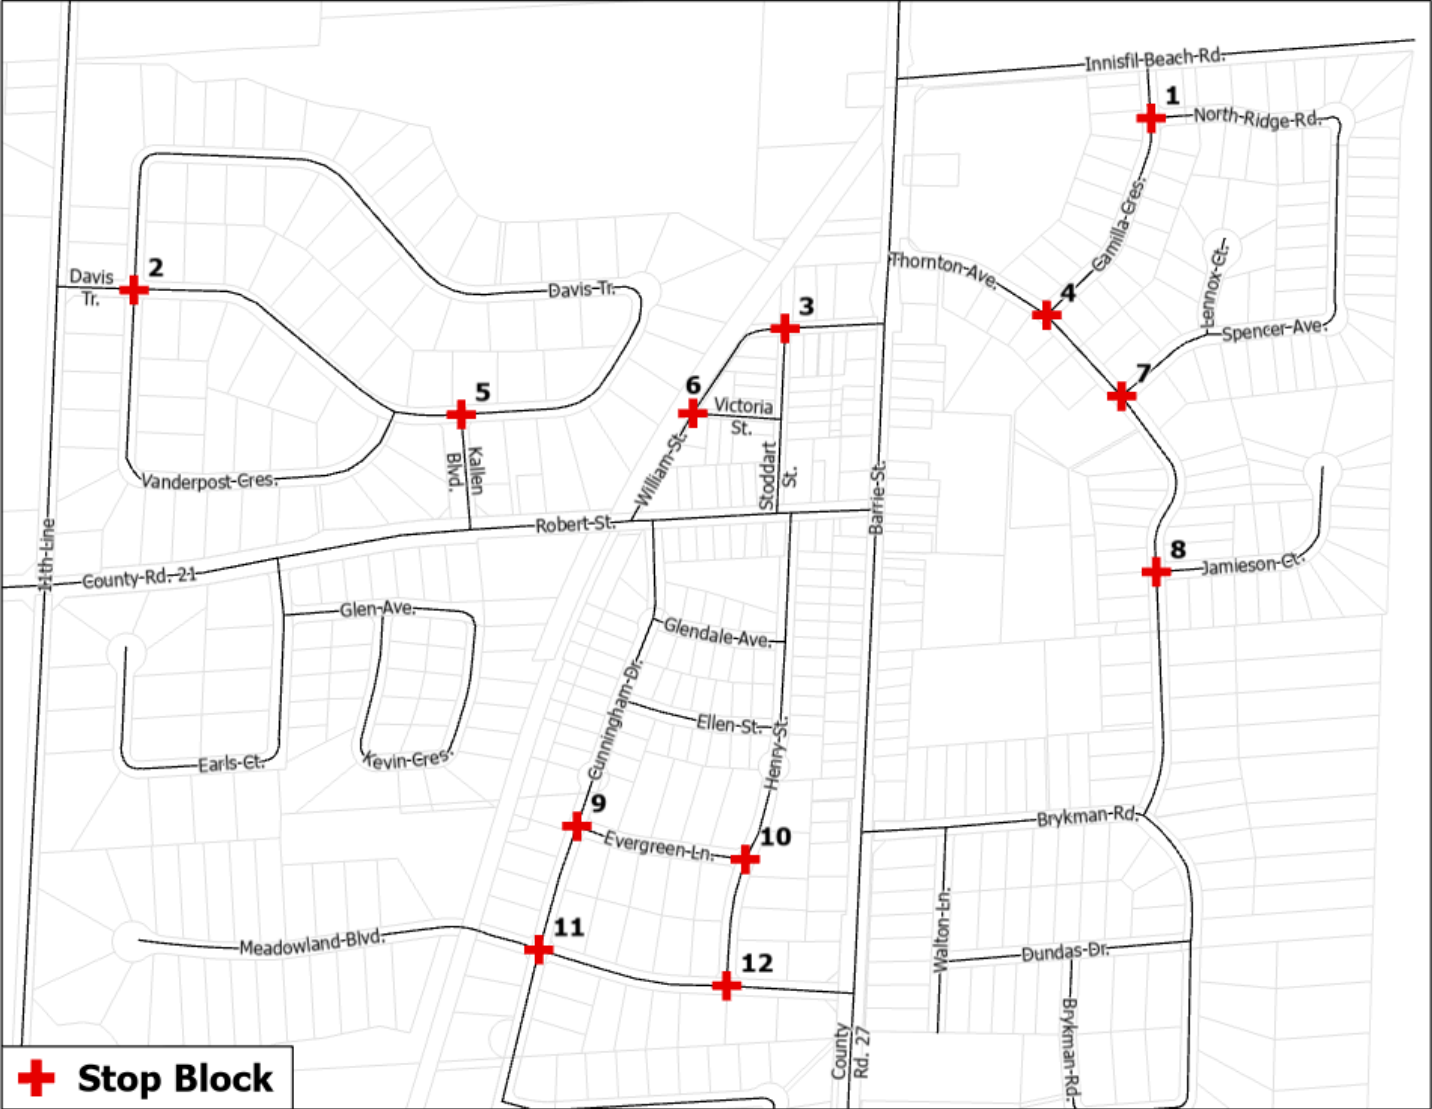 Innisfil Beach Rd.
1
North Ridge Rd.
Camilla Cres.
Lennox Ct.
Thornton Ave.
2
Davis
Tr.
Davis Tr.
3
4
Spencer Ave.
7
5
6
Victoria
St.
Kallen
Blvd.
William St.
Stoddart
St.
Barrie St.
Vanderpost Cres.
Robert St.
11th Line
County Rd. 21
8
Jamieson Ct.
Glen Ave.
Glendale Ave.
Cunningham Dr.
Ellen St.
Henry St.
Earls Ct.
Kevin Cres.
9
Evergreen Ln.
10
Brykman Rd.
Walton Ln.
11
Meadowland Blvd.
12
Dundas Dr.
Brykman Rd.
County
Rd. 27
Stop Block